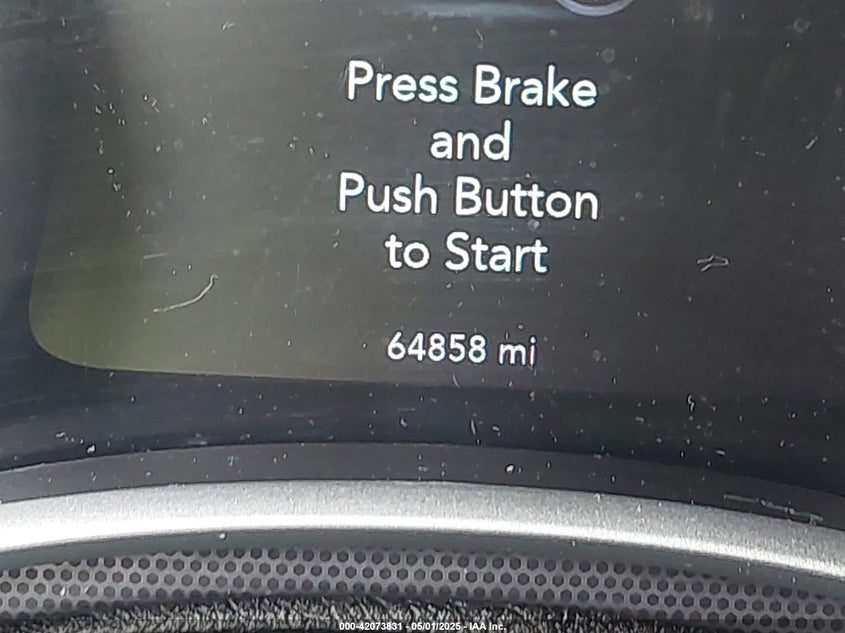 Press Brake
and
Push Button
to Start
64858 mi
000-42073831 - 05/01/2025 - IAA Inc.